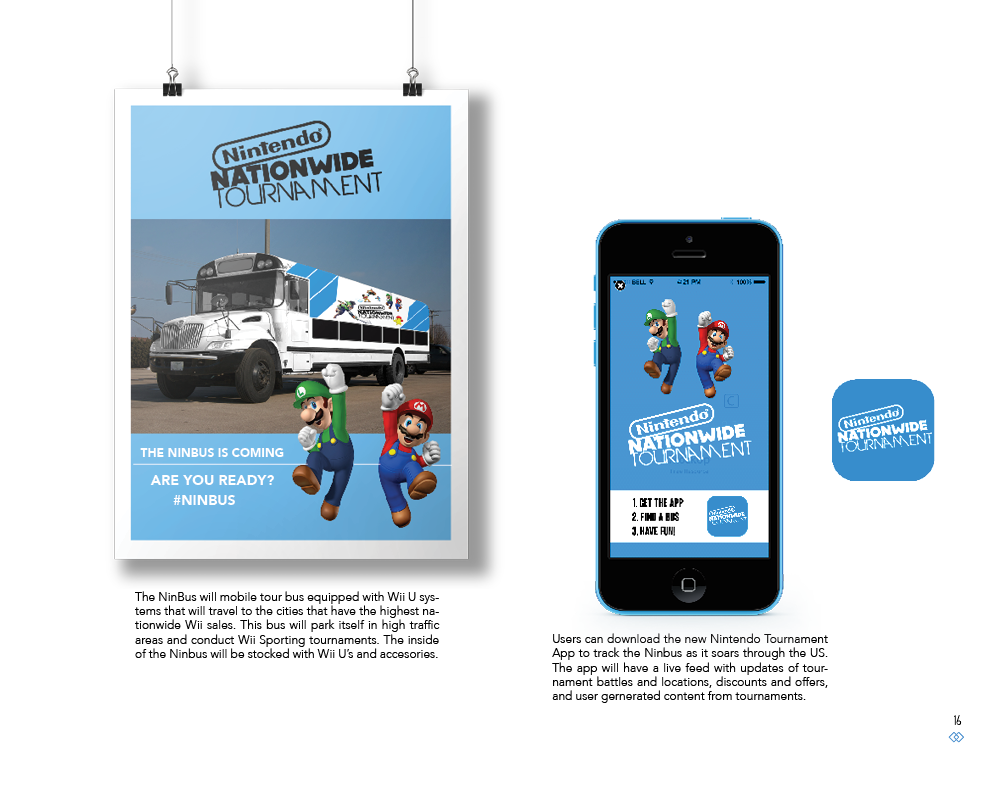 Nintendo
NATIONWIDE
TOURNAMENT
Nintendo
NATIONWIDE
TOURNAMENT
THE NINBUS IS COMING
ARE YOU READY?
#NINBUS
The NinBus will mobile tour bus equipped with Wii U sys-
tems that will travel to the cities that have the highest na-
tionwide Wii sales. This bus will park itself in high traffic
areas and conduct Wii Sporting tournaments. The inside
of the Ninbus will be stocked with Wii U's and accesories.
BELL 21 PM 100%
Nintendo
NATIONWIDE
TOURNAMENT
1. GET THE APP
2. FIND A BUS
3. HAVE FUN!
Nintendo
NATIONWIDE
TOURNAMENT
Nintendo
NATIONWIDE
TOURNAMENT
Users can download the new Nintendo Tournament
App to track the Ninbus as it soars through the US.
The app will have a live feed with updates of tour-
nament battles and locations, discounts and offers,
and user gernerated content from tournaments.
16